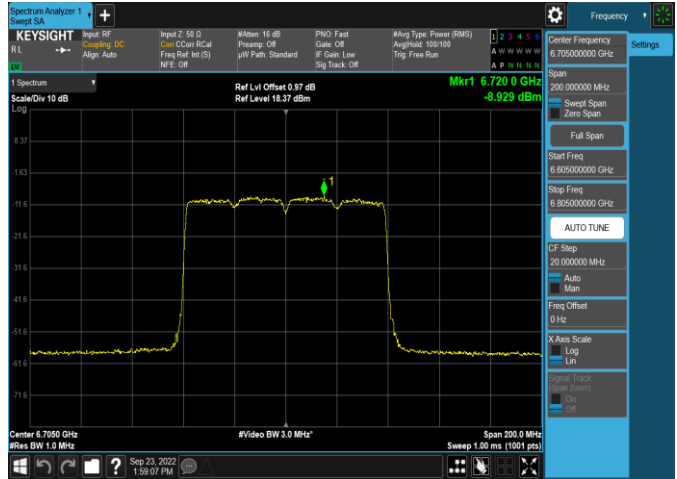 Spectrum Analyzer 1
Swept SA
Frequency
KEYSIGHT
RL
Input: RF
Coupling: DC
Align: Auto
Input Z: 50 Ω
Corr CCorr RCal
Freq Ref: Int (S)
NFE: Off
#Atten: 16 dB
Preamp: Off
µW Path: Standard
PNO: Fast
Gate: Off
IF Gain: Low
Sig Track: Off
#Avg Type: Power (RMS)
Avg|Hold: 100/100
Trig: Free Run
1 2 3 4 5 6
A W W W W W
A P N N N N
1 Spectrum
Scale/Div 10 dB
Log
Ref Lvl Offset 0.97 dB
Ref Level 18.37 dBm
Mkr1 6.720 0 GHz
-8.929 dBm
8.37
-1.63
-11.6
-21.6
-31.6
-41.6
-51.6
-61.6
-71.6
1
Center 6.7050 GHz
#Res BW 1.0 MHz
#Video BW 3.0 MHz*
Span 200.0 MHz
Sweep 1.00 ms (1001 pts)
Sep 23, 2022
1:59:07 PM
Center Frequency
6.705000000 GHz
Settings
Span
200.000000 MHz
Swept Span
Zero Span
Full Span
Start Freq
6.605000000 GHz
Stop Freq
6.805000000 GHz
AUTO TUNE
CF Step
20.000000 MHz
Auto
Man
Freq Offset
0 Hz
X Axis Scale
Log
Lin
Signal Track
(Span Zoom)
On
Off